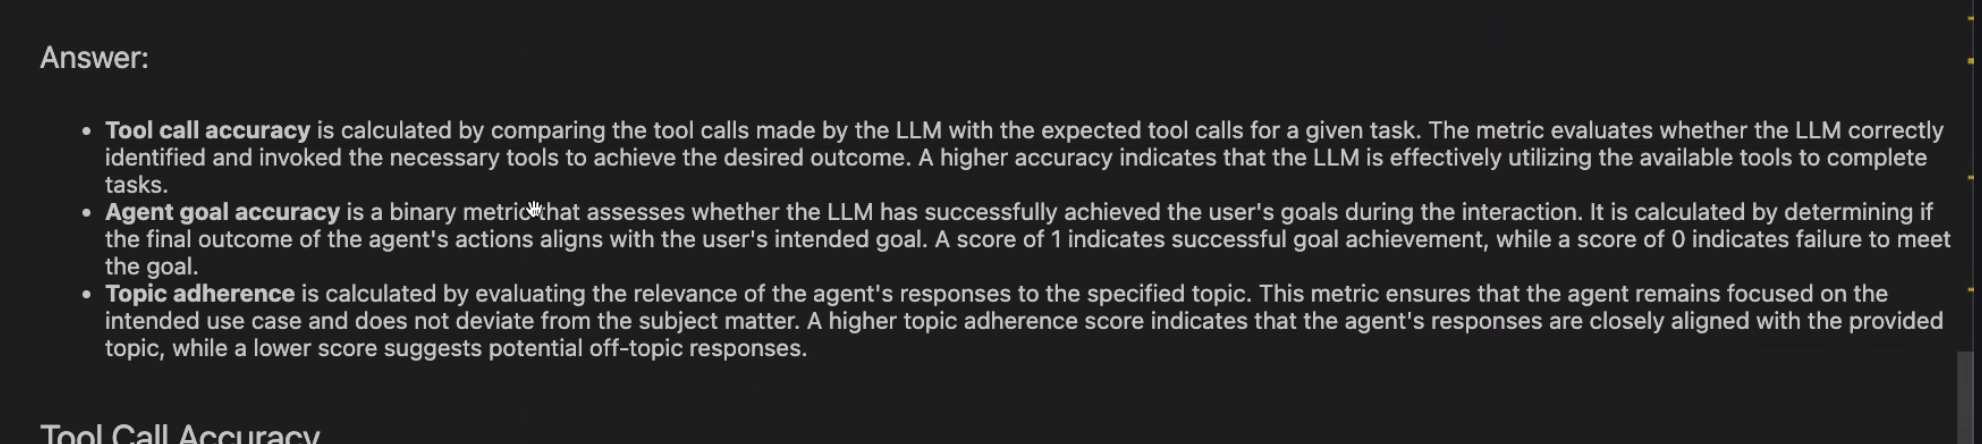 Answer:
• Tool call accuracy is calculated by comparing the tool calls made by the LLM with the expected tool calls for a given task. The metric evaluates whether the LLM correctly
identified and invoked the necessary tools to achieve the desired outcome. A higher accuracy indicates that the LLM is effectively utilizing the available tools to complete
tasks.
• Agent goal accuracy is a binary metric that assesses whether the LLM has successfully achieved the user's goals during the interaction. It is calculated by determining if
the final outcome of the agent's actions aligns with the user's intended goal. A score of 1 indicates successful goal achievement, while a score of 0 indicates failure to meet
the goal.
• Topic adherence is calculated by evaluating the relevance of the agent's responses to the specified topic. This metric ensures that the agent remains focused on the
intended use case and does not deviate from the subject matter. A higher topic adherence score indicates that the agent's responses are closely aligned with the provided
topic, while a lower score suggests potential off-topic responses.
Tool Call Accuracy